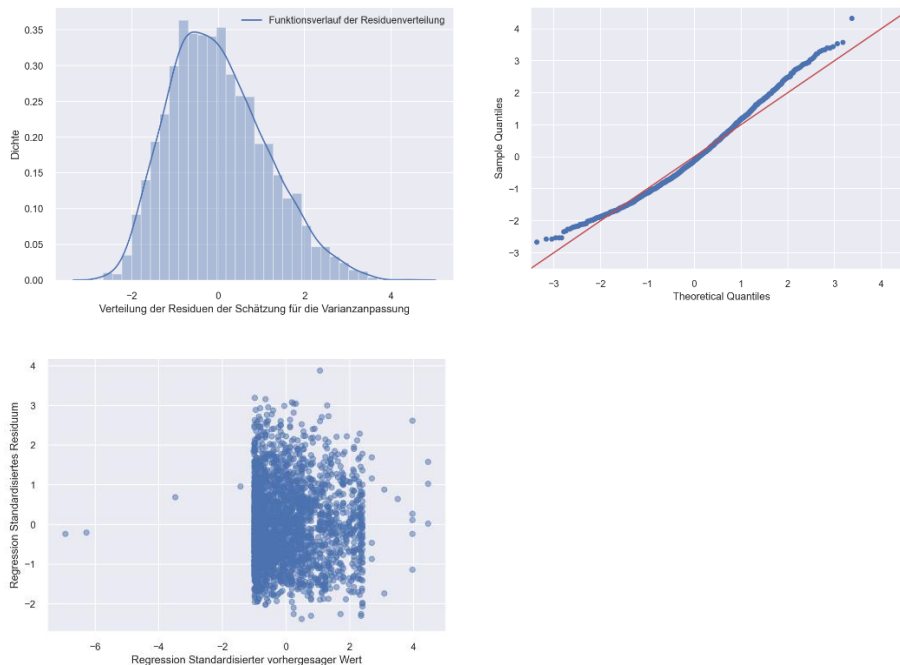 Funktionsverlauf der Residuenverteilung
0.35
0.30
0.25
0.20
0.15
0.10
0.05
0.00
Dichte
−2 0 2 4
Verteilung der Residuen der Schätzung für die Varianzanpassung
4
3
2
1
0
−1
−2
−3
Sample Quantiles
−3 −2 −1 0 1 2 3 4
Theoretical Quantiles
4
3
2
1
0
−1
−2
Regression Standardisiertes Residuum
−6 −4 −2 0 2 4
Regression Standardisierter vorhergesager Wert